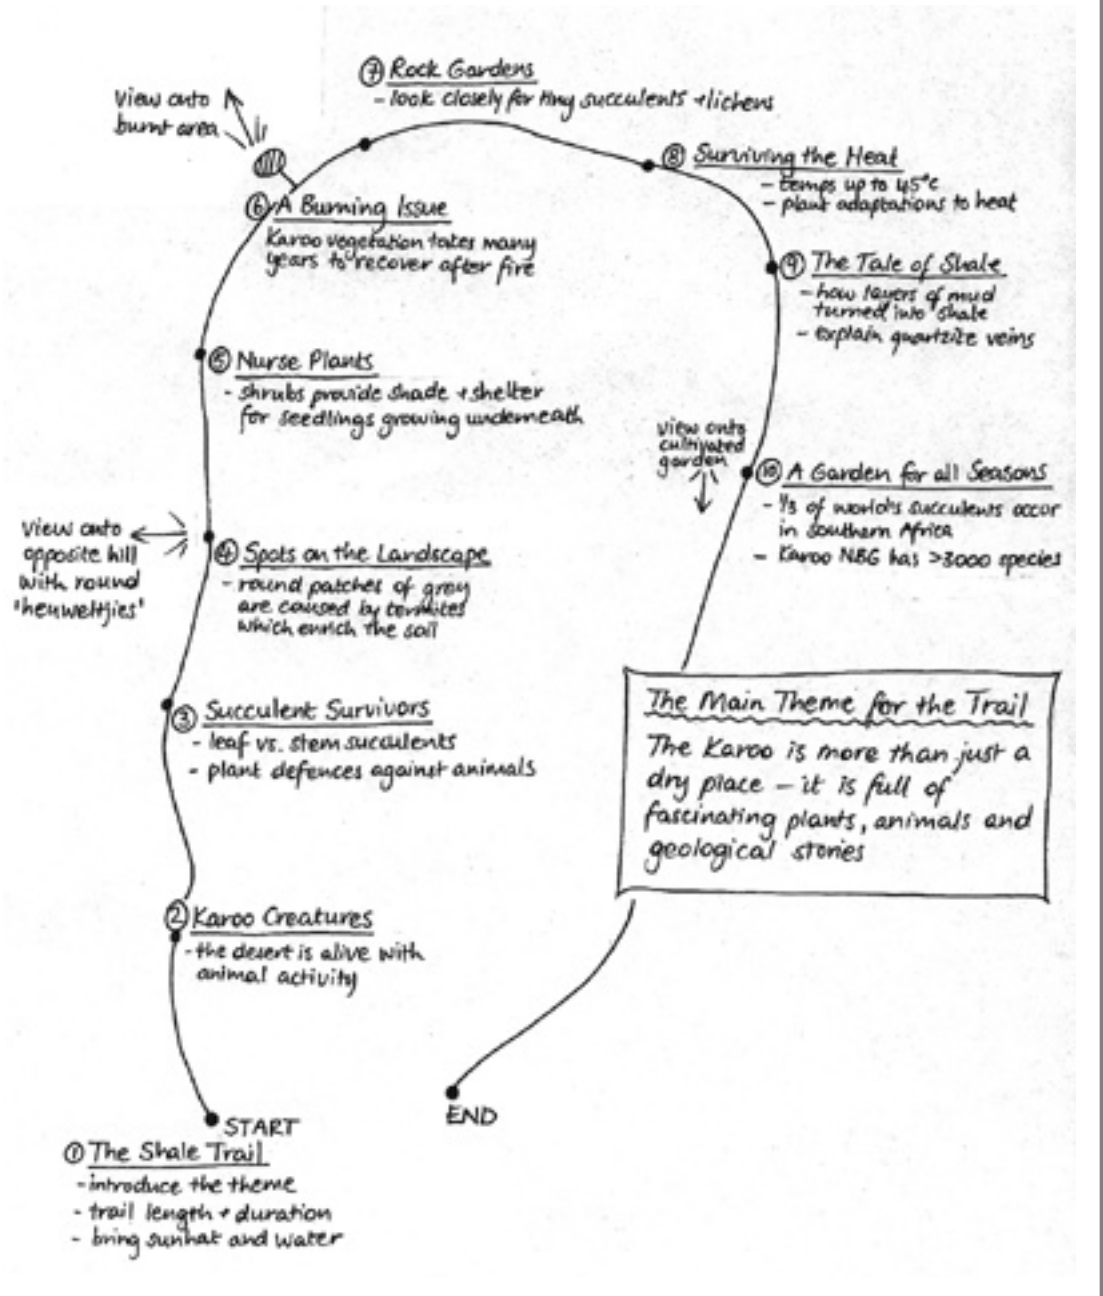 ⑦ Rock Gardens
- look closely for tiny succulents + lichens
View onto
burnt area
⑧ Surviving the Heat
- temps up to 45°C
- plant adaptations to heat
⑥ A Burning Issue
Karoo vegetation takes many
years to recover after fire
⑨ The Tale of Shale
- how layers of mud
turned into shale
- explain quartzite veins
⑤ Nurse Plants
- shrubs provide shade + shelter
for seedlings growing underneath
view onto
cultivated
garden
⑩ A Garden for all Seasons
- 1/3 of world's succulents occur
in southern Africa
- Karoo NBG has >3000 species
View onto
opposite hill
with round
'heuweltjies'
④ Spots on the Landscape
- round patches of grey
are caused by termites
which enrich the soil
③ Succulent Survivors
- leaf vs. stem succulents
- plant defences against animals
The Main Theme for the Trail
The Karoo is more than just a
dry place – it is full of
fascinating plants, animals and
geological stories
② Karoo Creatures
- the desert is alive with
animal activity
START
END
① The Shale Trail
- introduce the theme
- trail length + duration
- bring sunhat and water